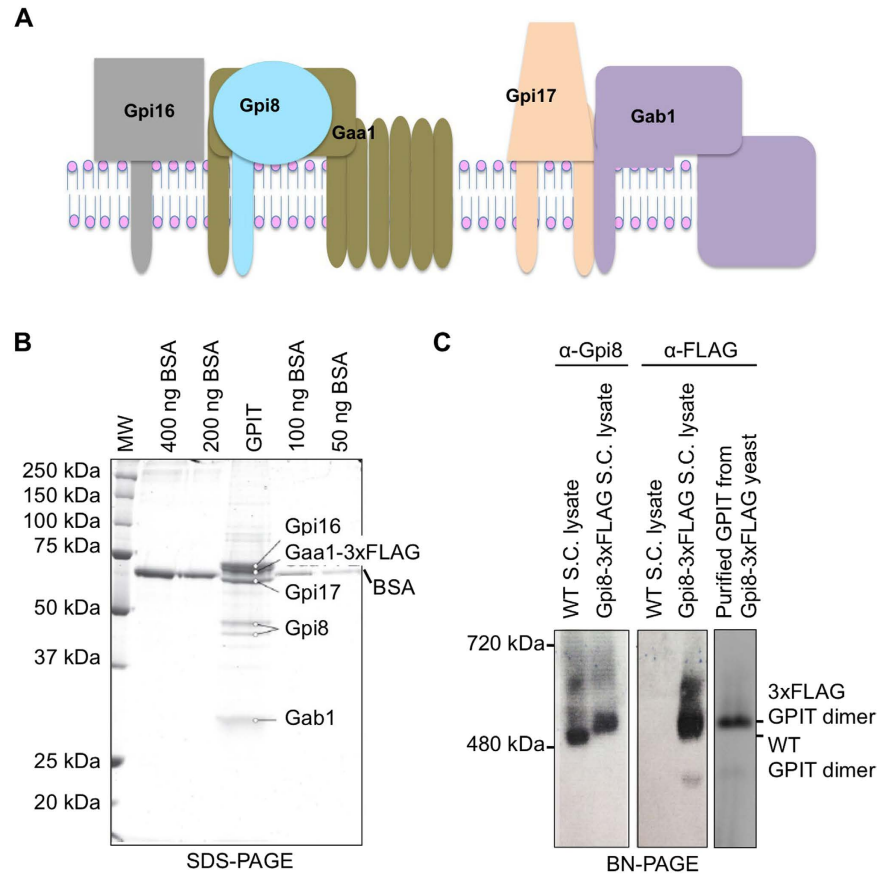 A
Gpi16
Gpi8
Gaa1
Gpi17
Gab1
B
MW
400 ng BSA
200 ng BSA
GPIT
100 ng BSA
50 ng BSA
250 kDa
150 kDa
100 kDa
75 kDa
50 kDa
37 kDa
25 kDa
20 kDa
Gpi16
Gaa1-3xFLAG
BSA
Gpi17
Gpi8
Gab1
SDS-PAGE
C
α-Gpi8
α-FLAG
WT S.C. lysate
Gpi8-3xFLAG S.C. lysate
WT S.C. lysate
Gpi8-3xFLAG S.C. lysate
Purified GPIT from
Gpi8-3xFLAG yeast
720 kDa
480 kDa
3xFLAG
GPIT dimer
WT
GPIT dimer
BN-PAGE